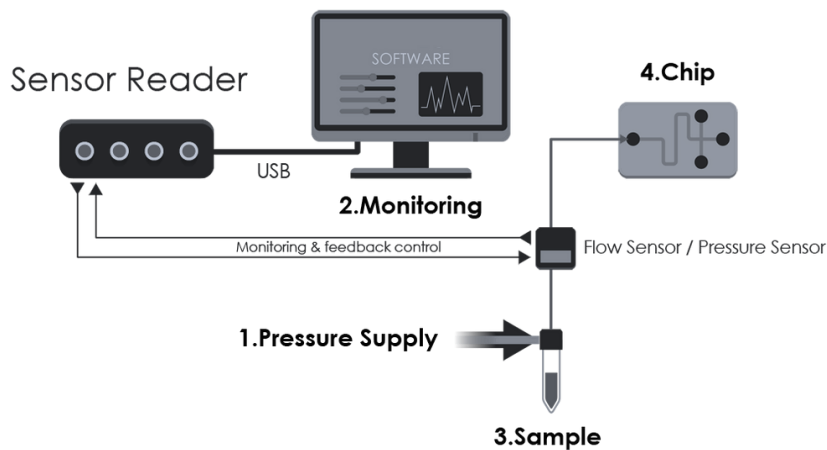 SOFTWARE
4.Chip
Sensor Reader
USB
2.Monitoring
Monitoring & feedback control
Flow Sensor / Pressure Sensor
1.Pressure Supply
3.Sample